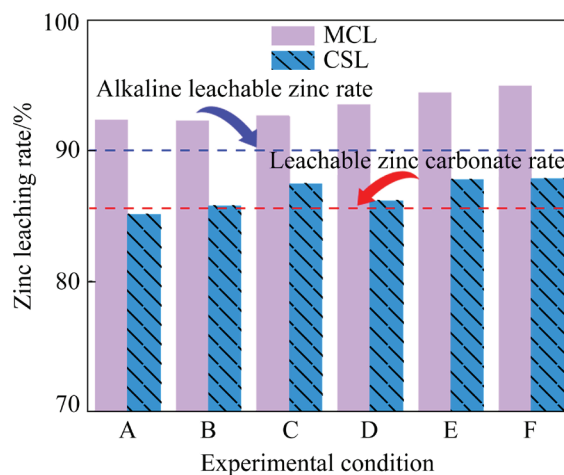 100
MCL
CSL
Alkaline leachable zinc rate
90
Leachable zinc carbonate rate
Zinc leaching rate/%
80
70
A B C D E F
Experimental condition